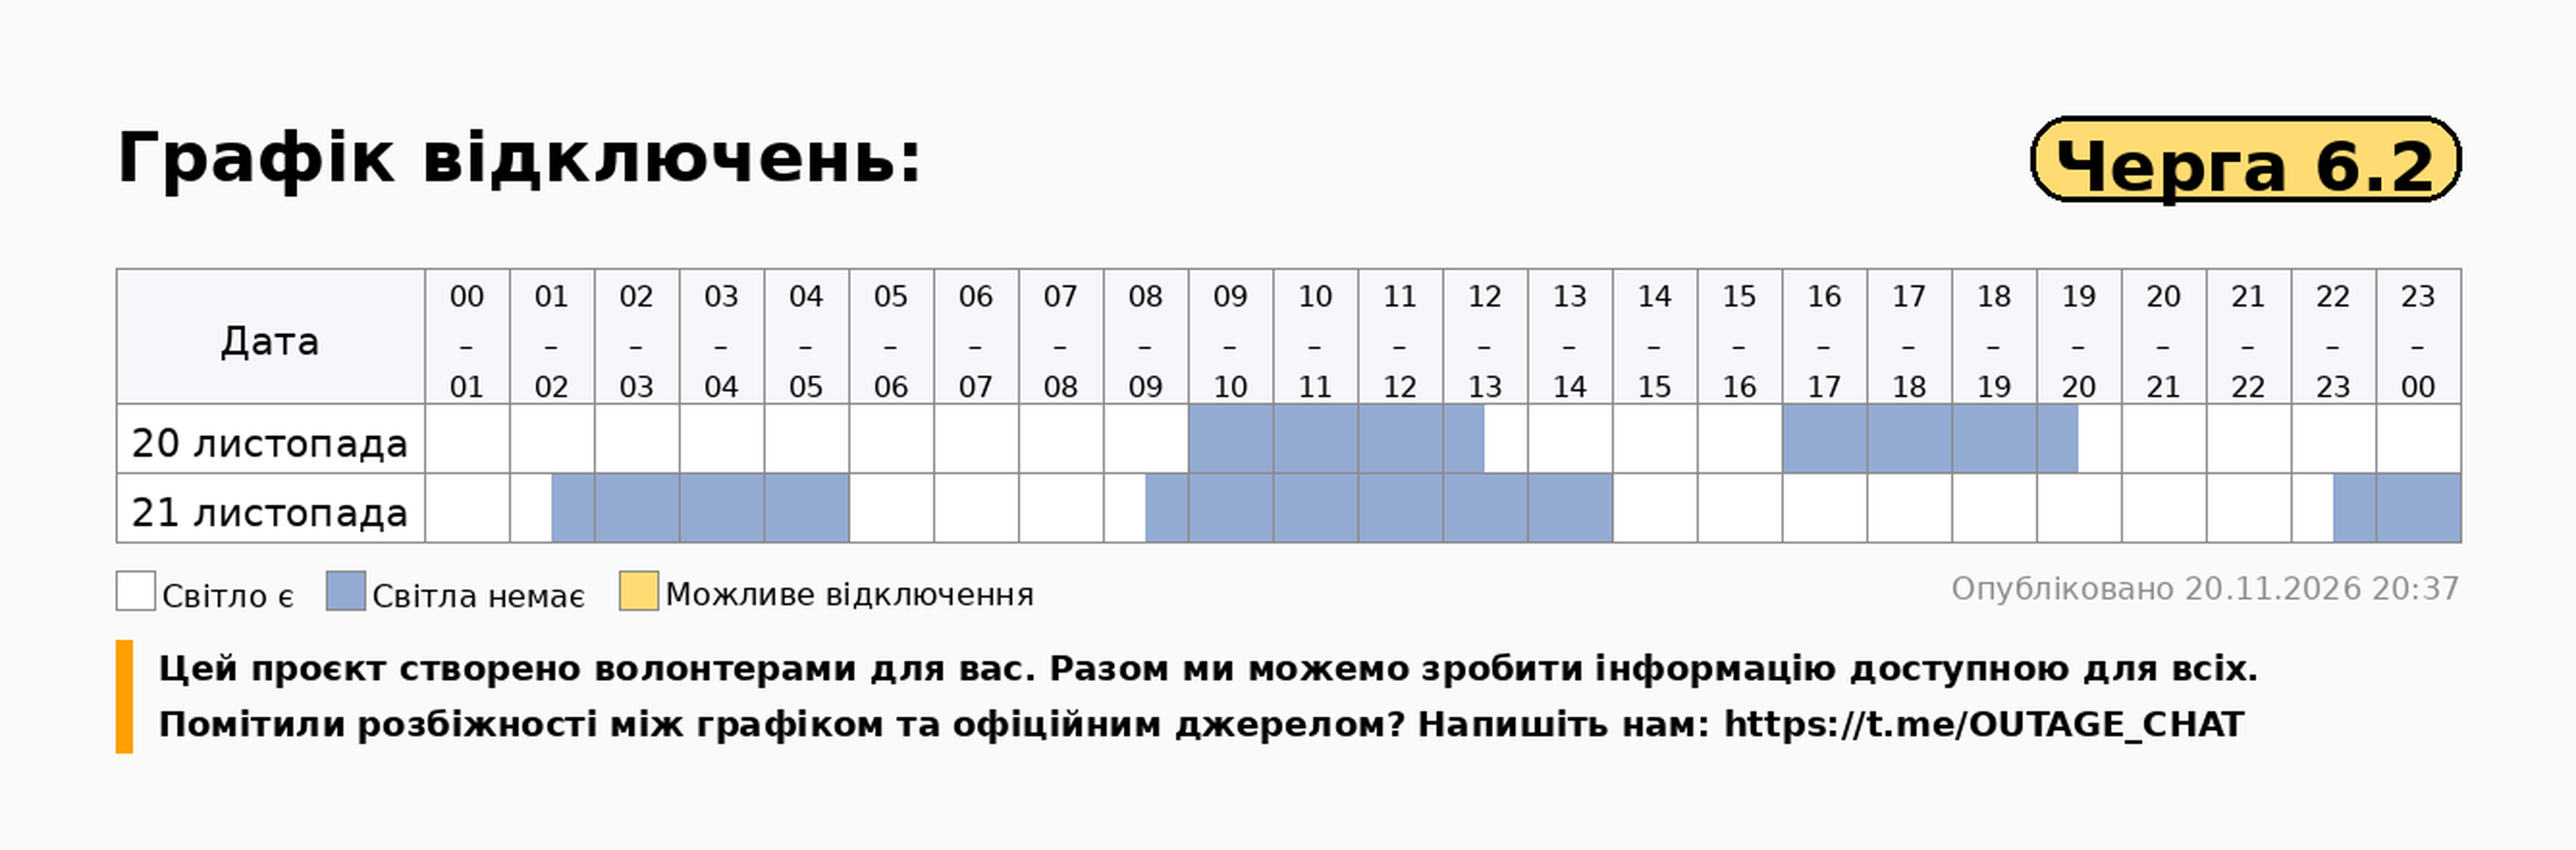 Графік відключень:
Черга 6.2
Дата 00 – 01 01 – 02 02 – 03 03 – 04 04 – 05 05 – 06 06 – 07 07 – 08 08 – 09 09 – 10 10 – 11 11 – 12 12 – 13 13 – 14 14 – 15 15 – 16 16 – 17 17 – 18 18 – 19 19 – 20 20 – 21 21 – 22 22 – 23 23 – 00
20 листопада
21 листопада
Світло є Світла немає Можливе відключення
Опубліковано 20.11.2026 20:37
Цей проєкт створено волонтерами для вас. Разом ми можемо зробити інформацію доступною для всіх.
Помітили розбіжності між графіком та офіційним джерелом? Напишіть нам: https://t.me/OUTAGE_CHAT